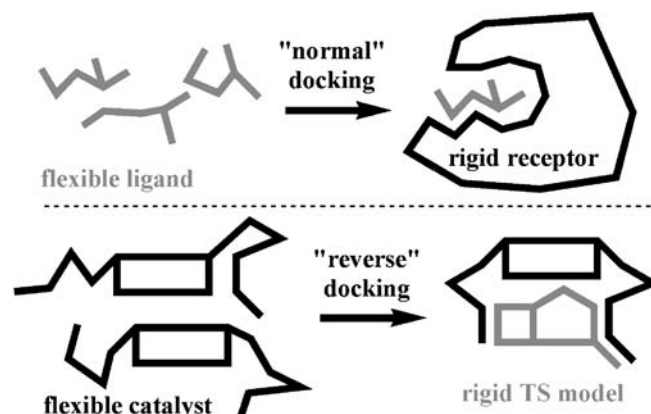 "normal"
docking
flexible ligand
rigid receptor
"reverse"
docking
flexible catalyst
rigid TS model